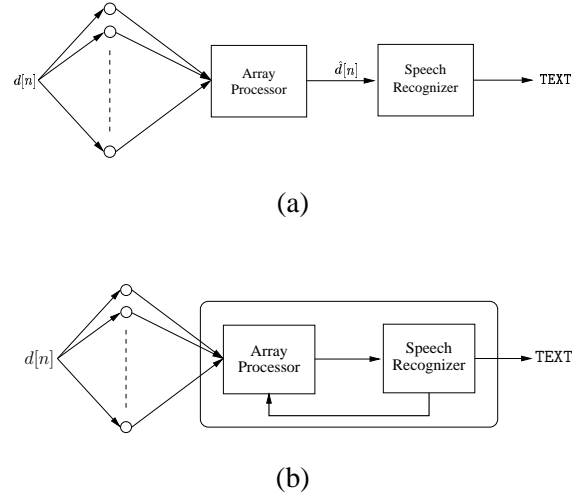 d[n]
Array
Processor
d̂[n]
Speech
Recognizer
TEXT
(a)
d[n]
Array
Processor
Speech
Recognizer
TEXT
(b)